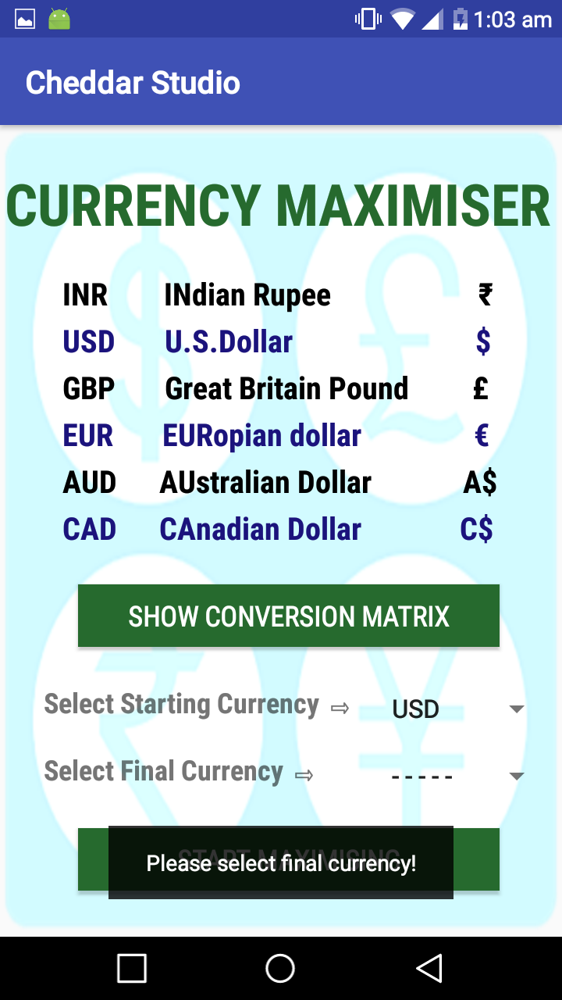 1:03 am
Cheddar Studio
CURRENCY MAXIMISER
INR INdian Rupee ₹
USD U.S.Dollar $
GBP Great Britain Pound £
EUR EURopian dollar €
AUD AUstralian Dollar A$
CAD CAnadian Dollar C$
SHOW CONVERSION MATRIX
Select Starting Currency ⇨ USD
Select Final Currency ⇨ -----
START MAXIMISING
Please select final currency!